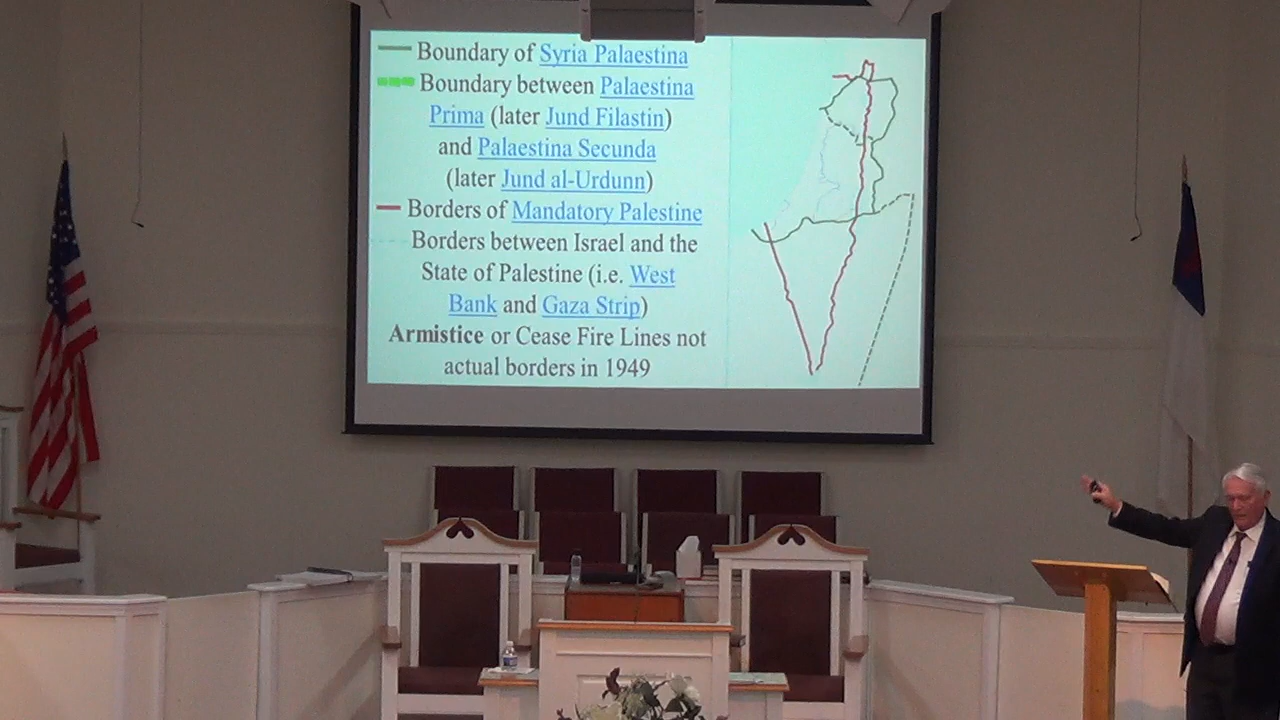 Boundary of Syria Palaestina
Boundary between Palaestina
Prima (later Jund Filastin)
and Palaestina Secunda
(later Jund al-Urdunn)
Borders of Mandatory Palestine
Borders between Israel and the
State of Palestine (i.e. West
Bank and Gaza Strip)
Armistice or Cease Fire Lines not
actual borders in 1949